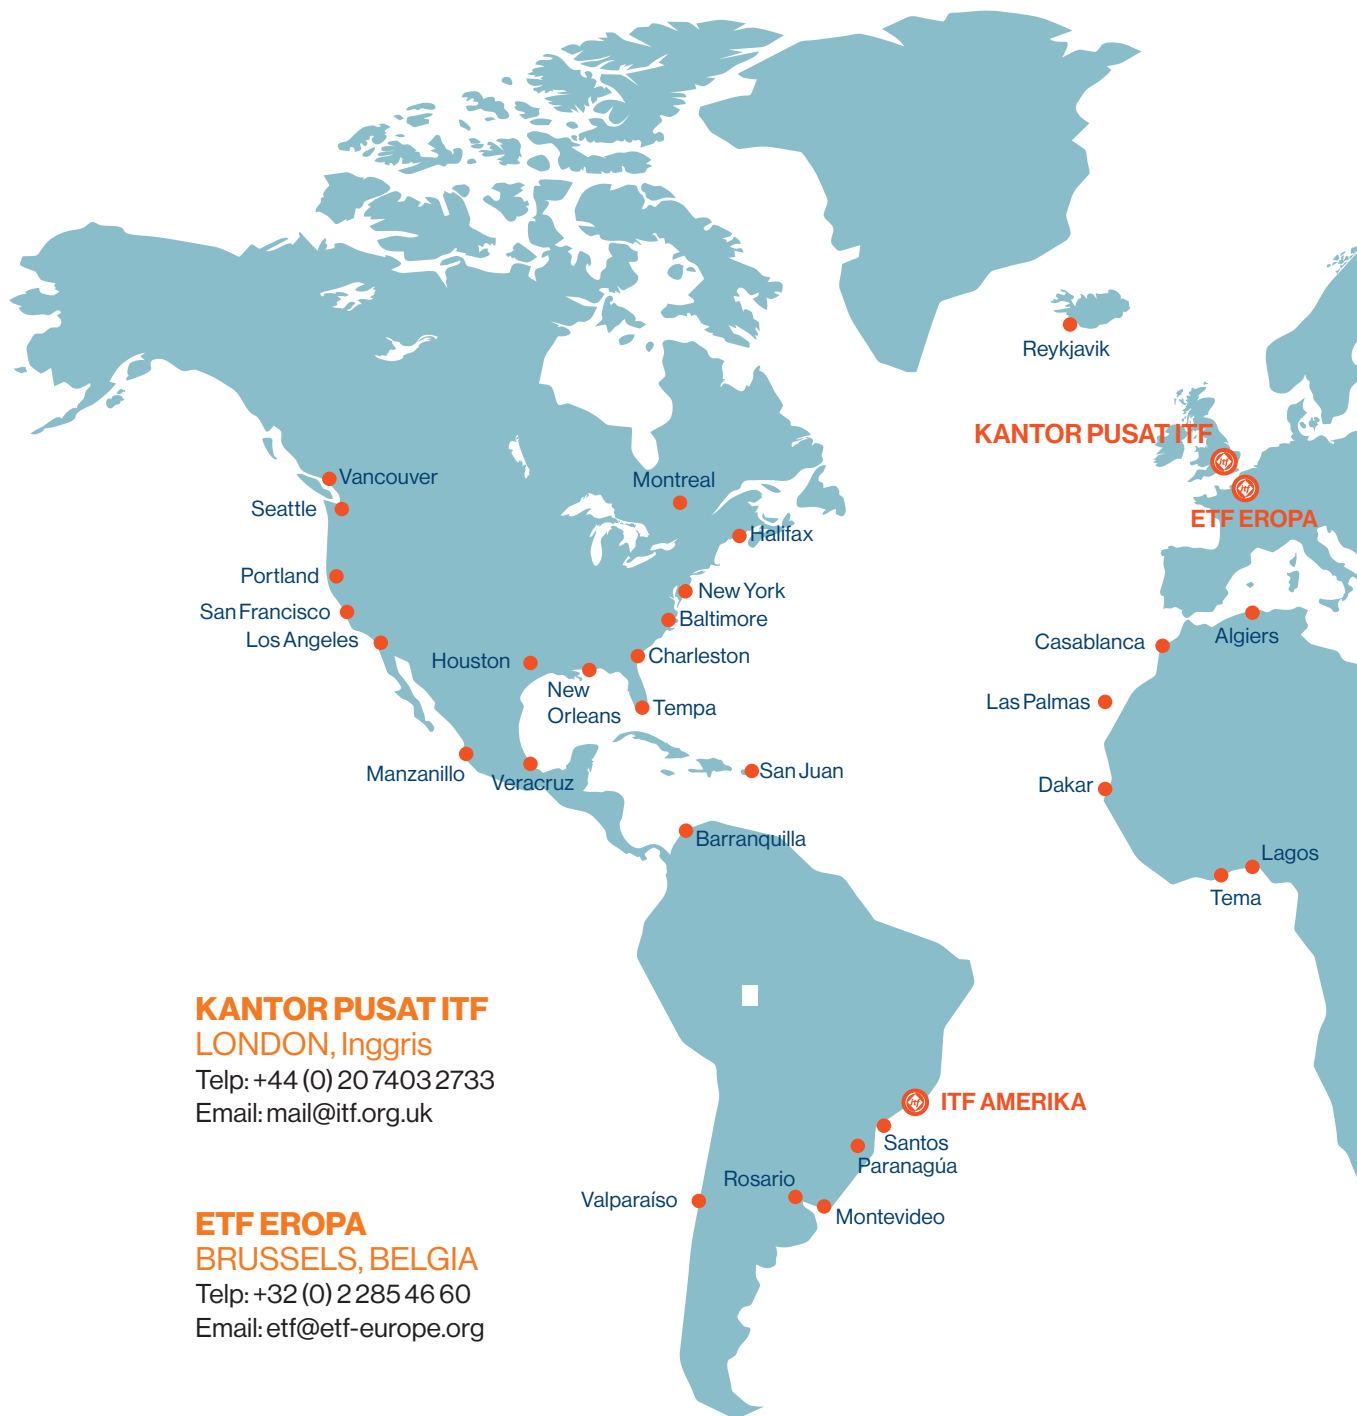 Reykjavik
KANTOR PUSAT ITF
ETF EROPA
Vancouver
Seattle
Montreal
Halifax
Portland
San Francisco
Los Angeles
New York
Baltimore
Houston
Charleston
New
Orleans
Tempa
Casablanca
Algiers
Las Palmas
Manzanillo
Veracruz
San Juan
Dakar
Barranquilla
Lagos
Tema
KANTOR PUSAT ITF
LONDON, Inggris
Telp: +44 (0) 20 7403 2733
Email: mail@itf.org.uk
ITF AMERIKA
Santos
Paranagúa
Rosario
Valparaíso
Montevideo
ETF EROPA
BRUSSELS, BELGIA
Telp: +32 (0) 2 285 46 60
Email: etf@etf-europe.org